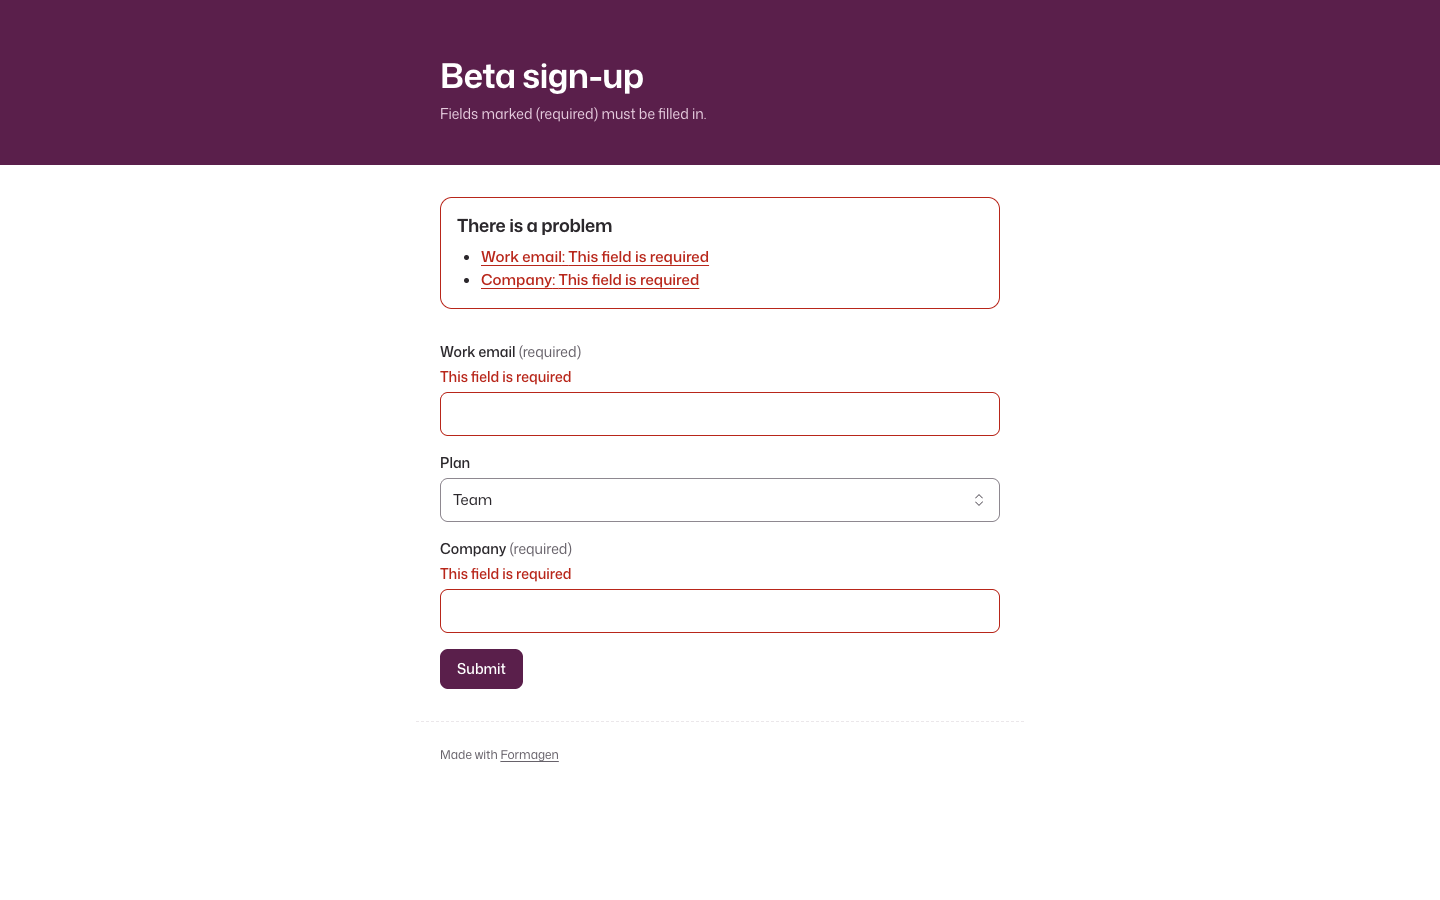 Beta sign-up
Fields marked (required) must be filled in.
There is a problem
Work email: This field is required
Company: This field is required
Work email (required)
This field is required
Plan
Team
Company (required)
This field is required
Submit
Made with Formagen